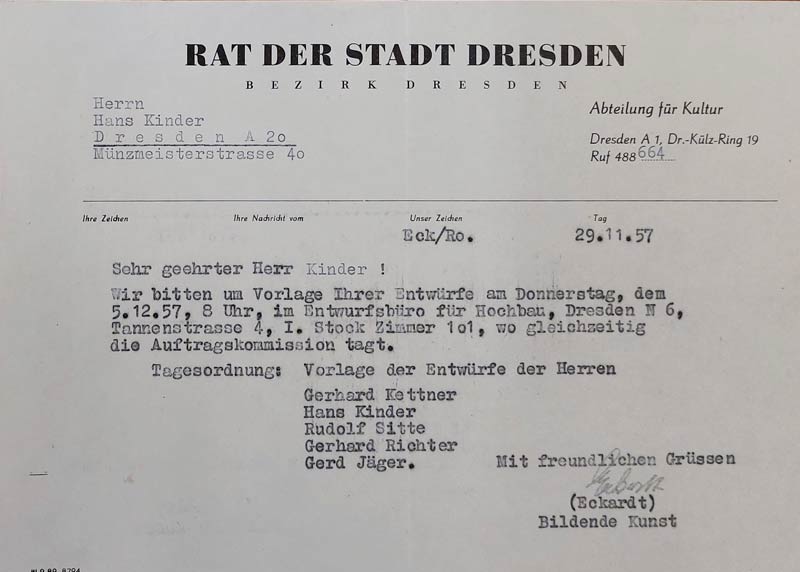 RAT DER STADT DRESDEN
BEZIRK DRESDEN
Herrn
Hans Kinder
Dresden A 2o
Münzmeisterstrasse 4o
Abteilung für Kultur
Dresden A 1, Dr.-Külz-Ring 19
Ruf 488 664
Ihre Zeichen Ihre Nachricht vom Unser Zeichen Tag
Eck/Ro. 29.11.57
Sehr geehrter Herr Kinder !
Wir bitten um Vorlage Ihrer Entwürfe am Donnerstag, dem
5.12.57, 8 Uhr, im Entwurfsbüro für Hochbau, Dresden N 6,
Tannenstrasse 4, I. Stock Zimmer 1o1, wo gleichzeitig
die Auftragskommission tagt.
Tagesordnung: Vorlage der Entwürfe der Herren
Gerhard Kettner
Hans Kinder
Rudolf Sitte
Gerhard Richter
Gerd Jäger.
Mit freundlichen Grüssen
(Eckardt)
Bildende Kunst